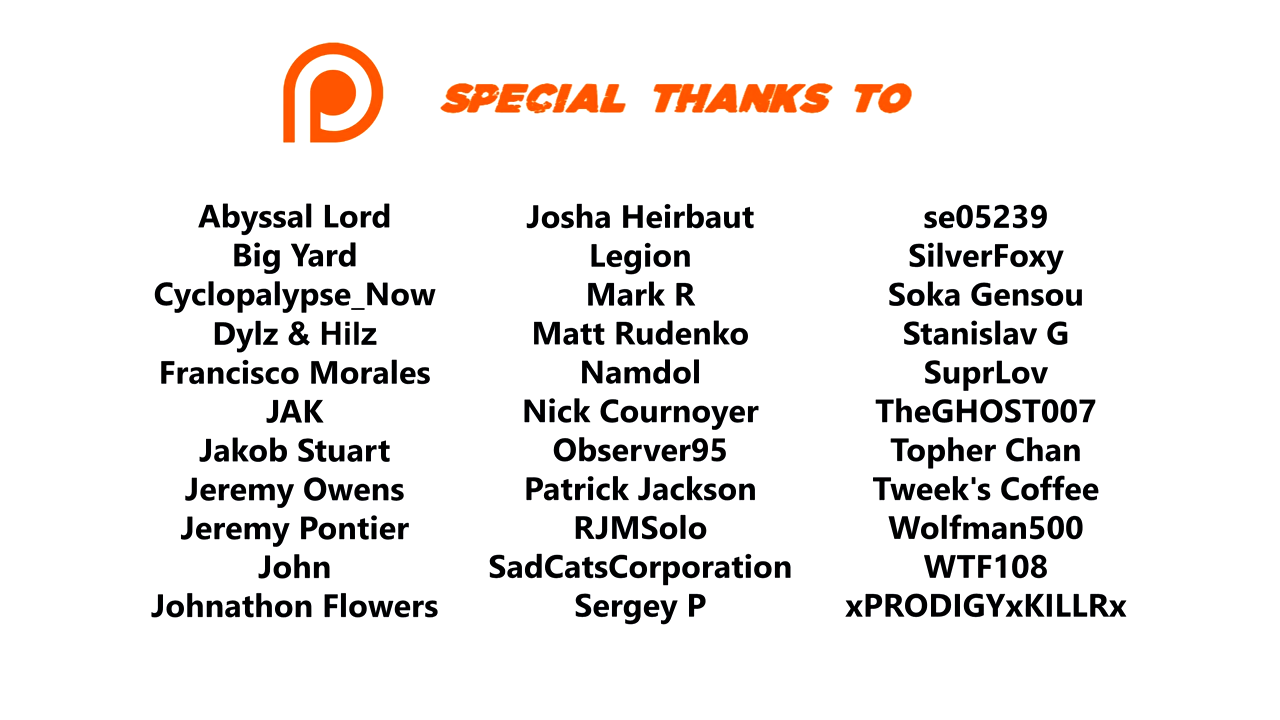 SPECIAL THANKS TO
Abyssal Lord
Big Yard
Cyclopalypse_Now
Dylz & Hilz
Francisco Morales
JAK
Jakob Stuart
Jeremy Owens
Jeremy Pontier
John
Johnathon Flowers
Josha Heirbaut
Legion
Mark R
Matt Rudenko
Namdol
Nick Cournoyer
Observer95
Patrick Jackson
RJMSolo
SadCatsCorporation
Sergey P
se05239
SilverFoxy
Soka Gensou
Stanislav G
SuprLov
TheGHOST007
Topher Chan
Tweek's Coffee
Wolfman500
WTF108
xPRODIGYxKILLRx